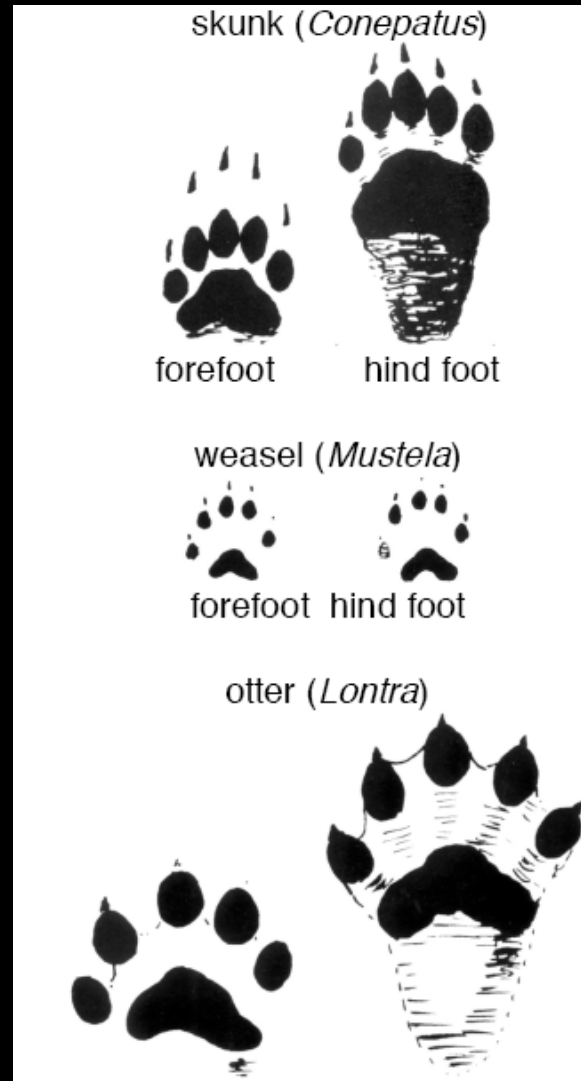 skunk (Conepatus)
forefoot hind foot
weasel (Mustela)
forefoot hind foot
otter (Lontra)